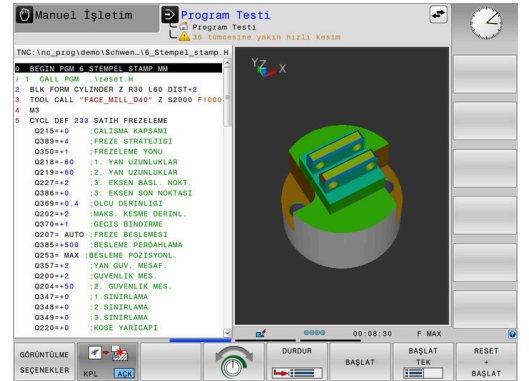 Manuel İşletim
Program Testi
Program Testi
36 tümcesine yakın hızlı kesim
TNC:\nc_prog\demo\Schwen…\6_Stempel_stamp.H
0 BEGIN PGM 6_STEMPEL_STAMP MM
/ 1 CALL PGM ..\reset.H
2 BLK FORM CYLINDER Z R30 L60 DIST+2
3 TOOL CALL "FACE_MILL_D40" Z S2000 F1000
4 M3
5 CYCL DEF 233 SATIH FREZELEME
Q215=+0 ;CALISMA KAPSAMI
Q389=+4 ;FREZE STRATEJISI
Q350=+1 ;FREZELEME YONU
Q218=-60 ;1. YAN UZUNLUKLAR
Q219=+60 ;2. YAN UZUNLUKLAR
Q227=+2 ;3. EKSEN BASL. NOKT.
Q386=+0 ;3. EKSEN SON NOKTASI
Q369=+0.4 ;OLCU DERINLIGI
Q202=+2 ;MAKS. KESME DERINL.
Q370=+1 ;GECIS BINDIRME
Q207= AUTO ;FREZE BESLEMESI
Q385=+500 ;BESLEME PERDAHLAMA
Q253= MAX ;BESLEME POZISYONL.
Q357=+2 ;YAN GUV. MESAF.
Q200=+2 ;GUVENLIK MES.
Q204=+50 ;2. GUVENLIK MES.
Q347=+0 ;1.SINIRLAMA
Q348=+0 ;2.SINIRLAMA
Q349=+0 ;3.SINIRLAMA
Q220=+0 ;KOSE YARICAPI
Y Z X
00:08:30 F MAX
GÖRÜNTÜLME SEÇENEKLER
KPL AÇK
DURDUR
BAŞLAT
BAŞLAT TEK
RESET + BAŞLAT